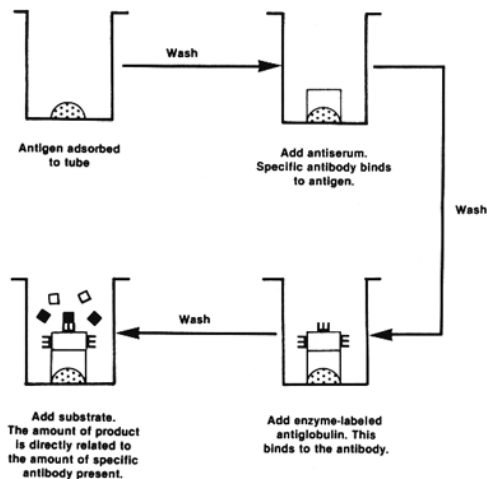 Wash
Antigen adsorbed
to tube
Add antiserum.
Specific antibody binds
to antigen.
Wash
Add enzyme-labeled
antiglobulin. This
binds to the antibody.
Wash
Add substrate.
The amount of product
is directly related to
the amount of specific
antibody present.